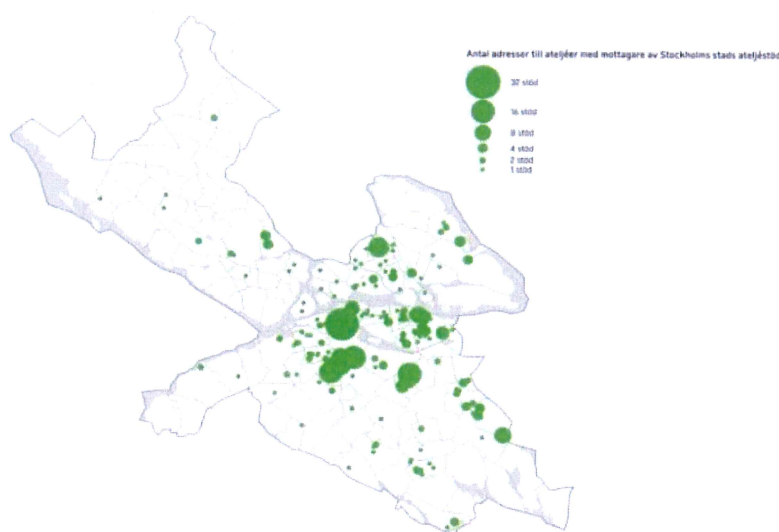 Antal adresser till ateljéer med mottagare av Stockholms stads ateljéstöd
37 stöd
16 stöd
8 stöd
4 stöd
2 stöd
1 stöd